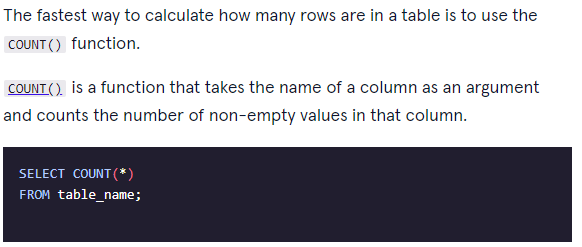 The fastest way to calculate how many rows are in a table is to use the
COUNT() function.
COUNT() is a function that takes the name of a column as an argument
and counts the number of non-empty values in that column.
SELECT COUNT(*)
FROM table_name;